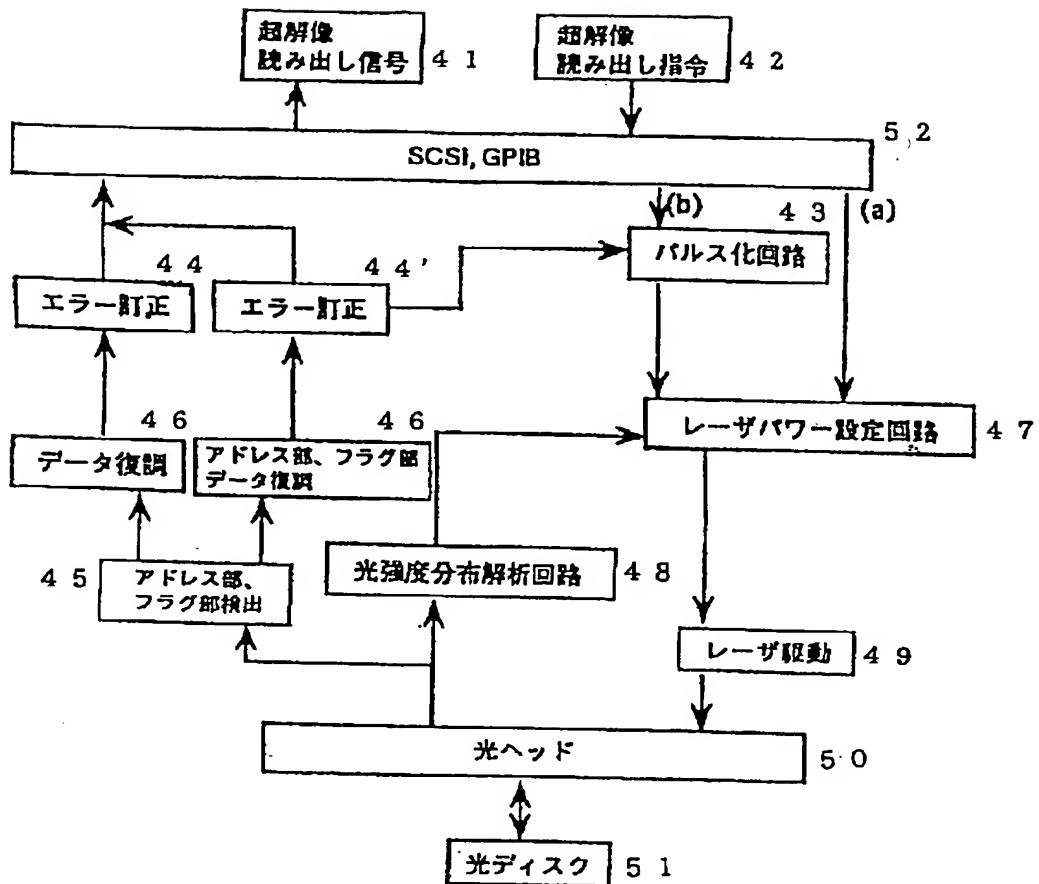 超解像
読み出し信号
41
超解像
読み出し指令
42
52
SCSI, GPIB
(b)
43
(a)
パルス化回路
44
エラー訂正
44'
エラー訂正
46
データ復調
46
アドレス部、フラグ部
データ復調
レーザパワー設定回路
47
45
アドレス部、
フラグ部検出
光強度分布解析回路
48
レーザ駆動
49
光ヘッド
50
光ディスク
51